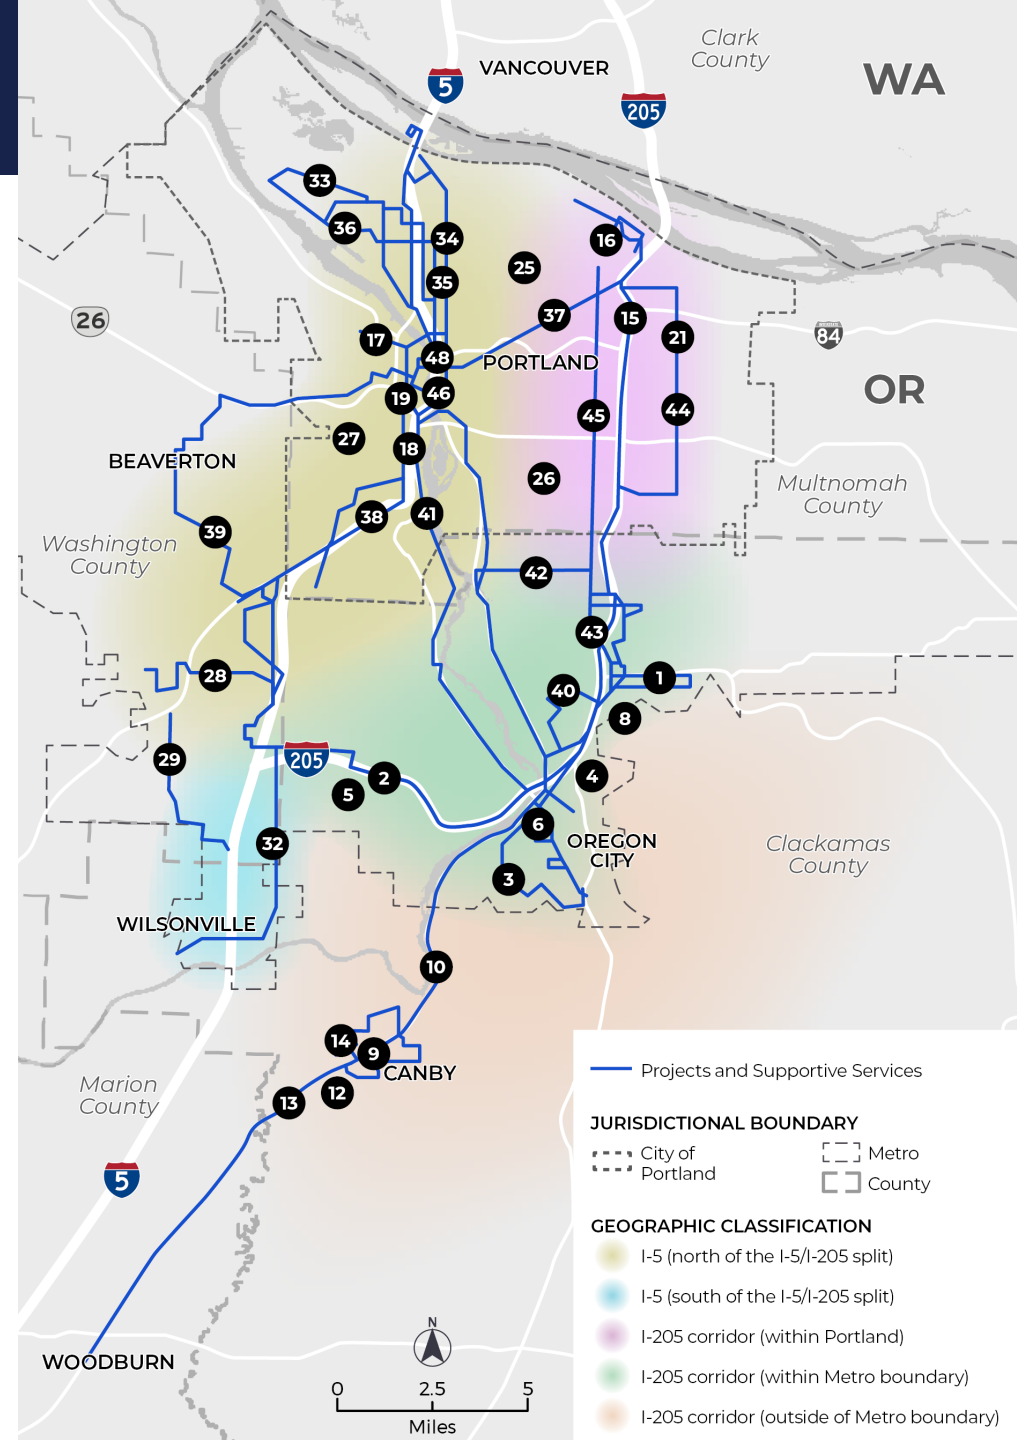 Clark
County
WA
VANCOUVER
5
205
33
36
34
16
25
35
26
37
15
17
21
84
48
PORTLAND
OR
19
46
45
44
27
18
BEAVERTON
26
Multnomah
County
38
41
39
Washington
County
42
43
28
1
40
8
29
205
2
4
5
6
32
OREGON
CITY
Clackamas
County
3
WILSONVILLE
10
14
9
CANBY
Marion
County
12
13
5
WOODBURN
N
0 2.5 5
Miles
Projects and Supportive Services
JURISDICTIONAL BOUNDARY
City of
Portland
Metro
County
GEOGRAPHIC CLASSIFICATION
I-5 (north of the I-5/I-205 split)
I-5 (south of the I-5/I-205 split)
I-205 corridor (within Portland)
I-205 corridor (within Metro boundary)
I-205 corridor (outside of Metro boundary)